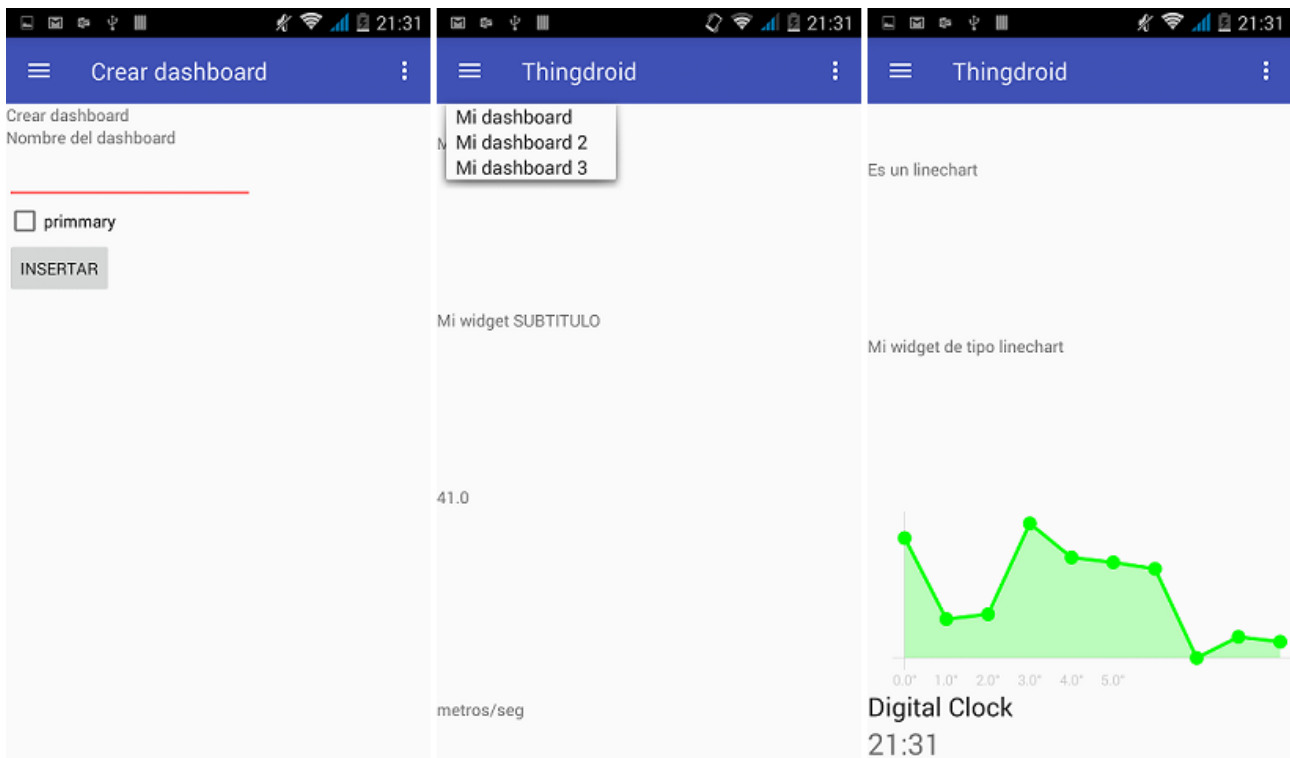 21:31
Crear dashboard
Crear dashboard
Nombre del dashboard
primmary
INSERTAR
21:31
Thingdroid
Mi dashboard
Mi dashboard 2
Mi dashboard 3
Mi widget SUBTITULO
41.0
metros/seg
21:31
Thingdroid
Es un linechart
Mi widget de tipo linechart
0.0° 1.0° 2.0° 3.0° 4.0° 5.0°
Digital Clock
21:31